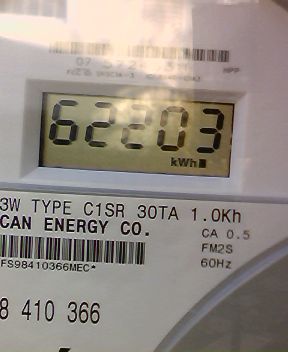 62203
kWh
3W TYPE C1SR 30TA 1.0Kh
CAN ENERGY CO.
CA 0.5
FM2S
60Hz
FS98410366MEC*
8 410 366